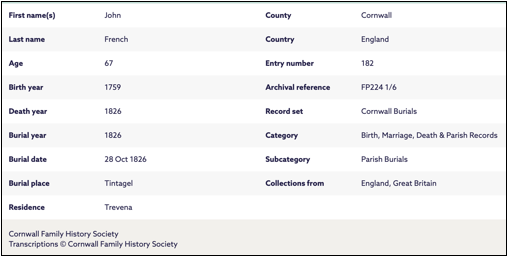 First name(s) John County Cornwall
Last name French Country England
Age 67 Entry number 182
Birth year 1759 Archival reference FP224 1/6
Death year 1826 Record set Cornwall Burials
Burial year 1826 Category Birth, Marriage, Death & Parish Records
Burial date 28 Oct 1826 Subcategory Parish Burials
Burial place Tintagel Collections from England, Great Britain
Residence Trevena
Cornwall Family History Society
Transcriptions © Cornwall Family History Society